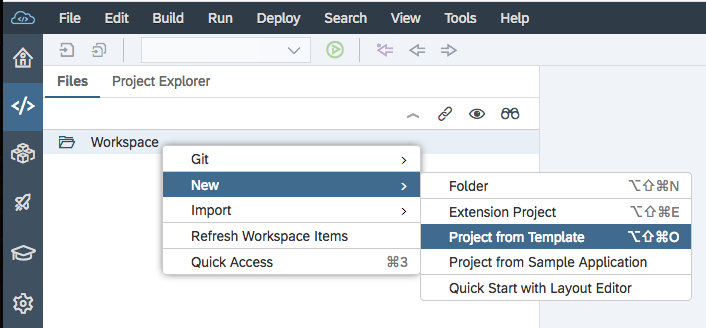 File Edit Build Run Deploy Search View Tools Help
Files Project Explorer
Workspace
Git
New
Import
Refresh Workspace Items
Quick Access ⌘3
Folder ⌥⇧⌘N
Extension Project ⌥⇧⌘E
Project from Template ⌥⇧⌘O
Project from Sample Application
Quick Start with Layout Editor